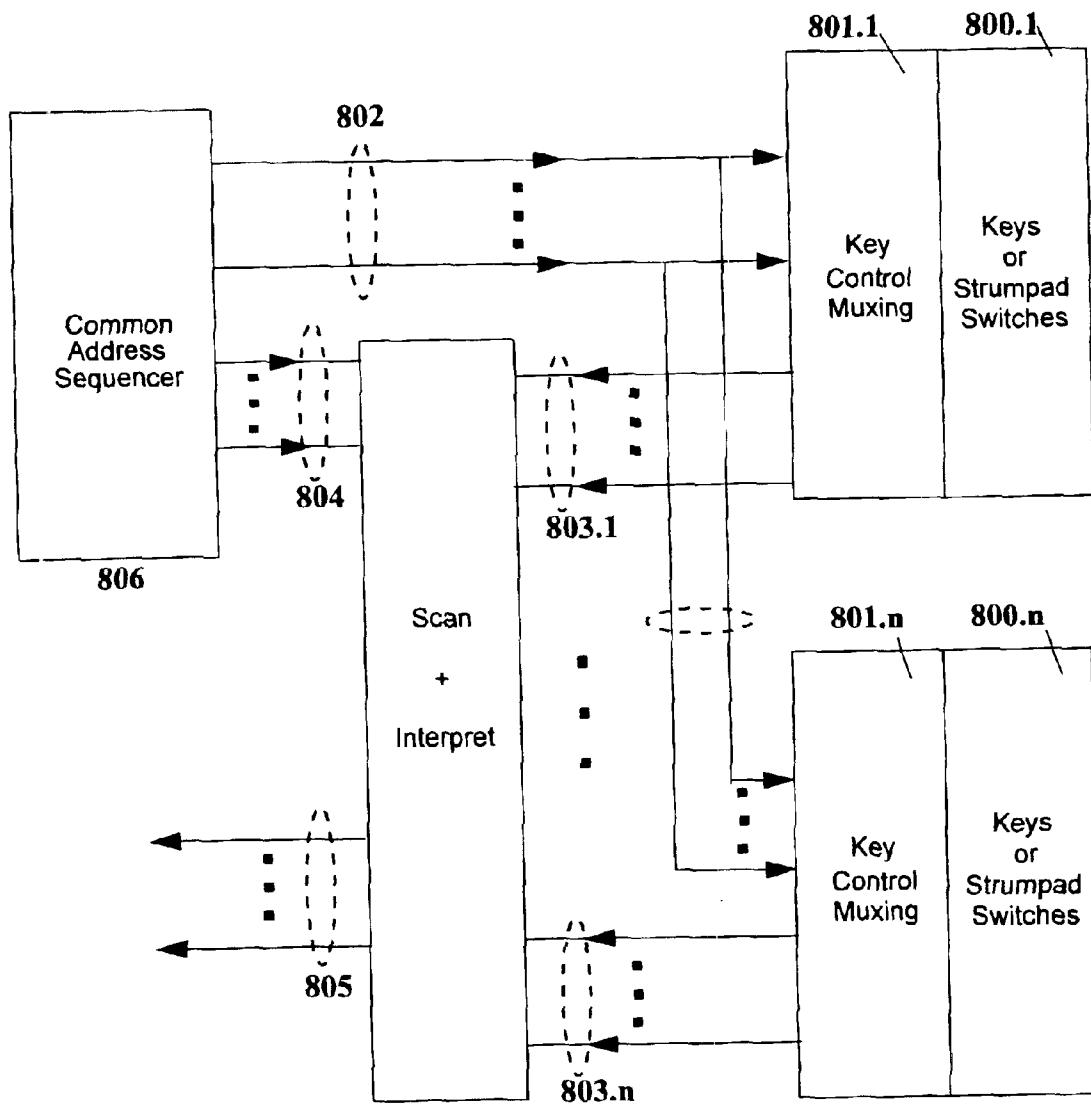 801.1
800.1
802
Key
Control
Muxing
Keys
or
Strumpad
Switches
Common
Address
Sequencer
804
803.1
806
Scan
+
Interpret
801.n
800.n
Key
Control
Muxing
Keys
or
Strumpad
Switches
805
803.n